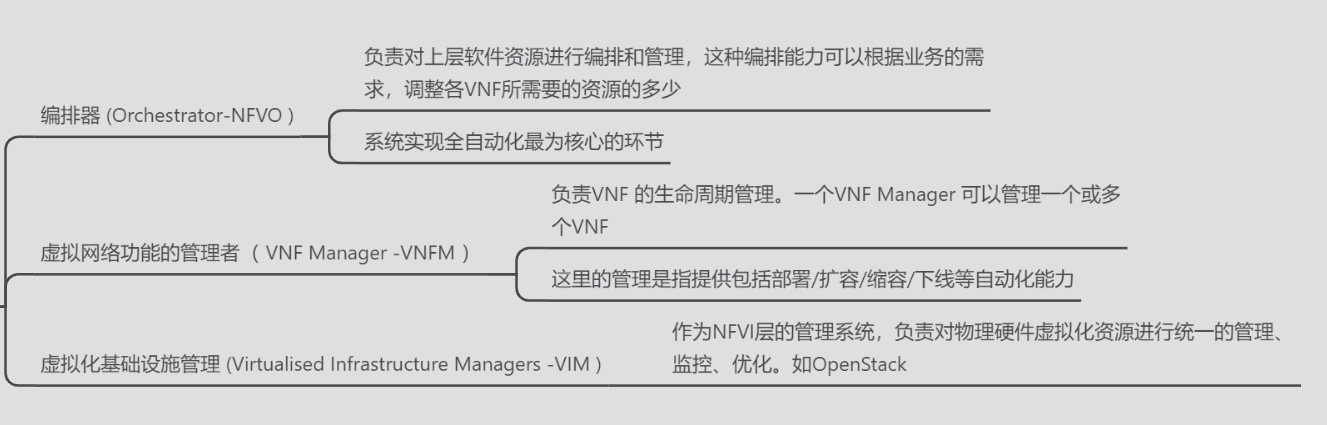 负责对上层软件资源进行编排和管理，这种编排能力可以根据业务的需
求，调整各VNF所需要的资源的多少
编排器 (Orchestrator-NFVO )
系统实现全自动化最为核心的环节
负责VNF 的生命周期管理。一个VNF Manager 可以管理一个或多
个VNF
虚拟网络功能的管理者 （ VNF Manager -VNFM ）
这里的管理是指提供包括部署/扩容/缩容/下线等自动化能力
作为NFVI层的管理系统，负责对物理硬件虚拟化资源进行统一的管理、
监控、优化。如OpenStack
虚拟化基础设施管理 (Virtualised Infrastructure Managers -VIM )